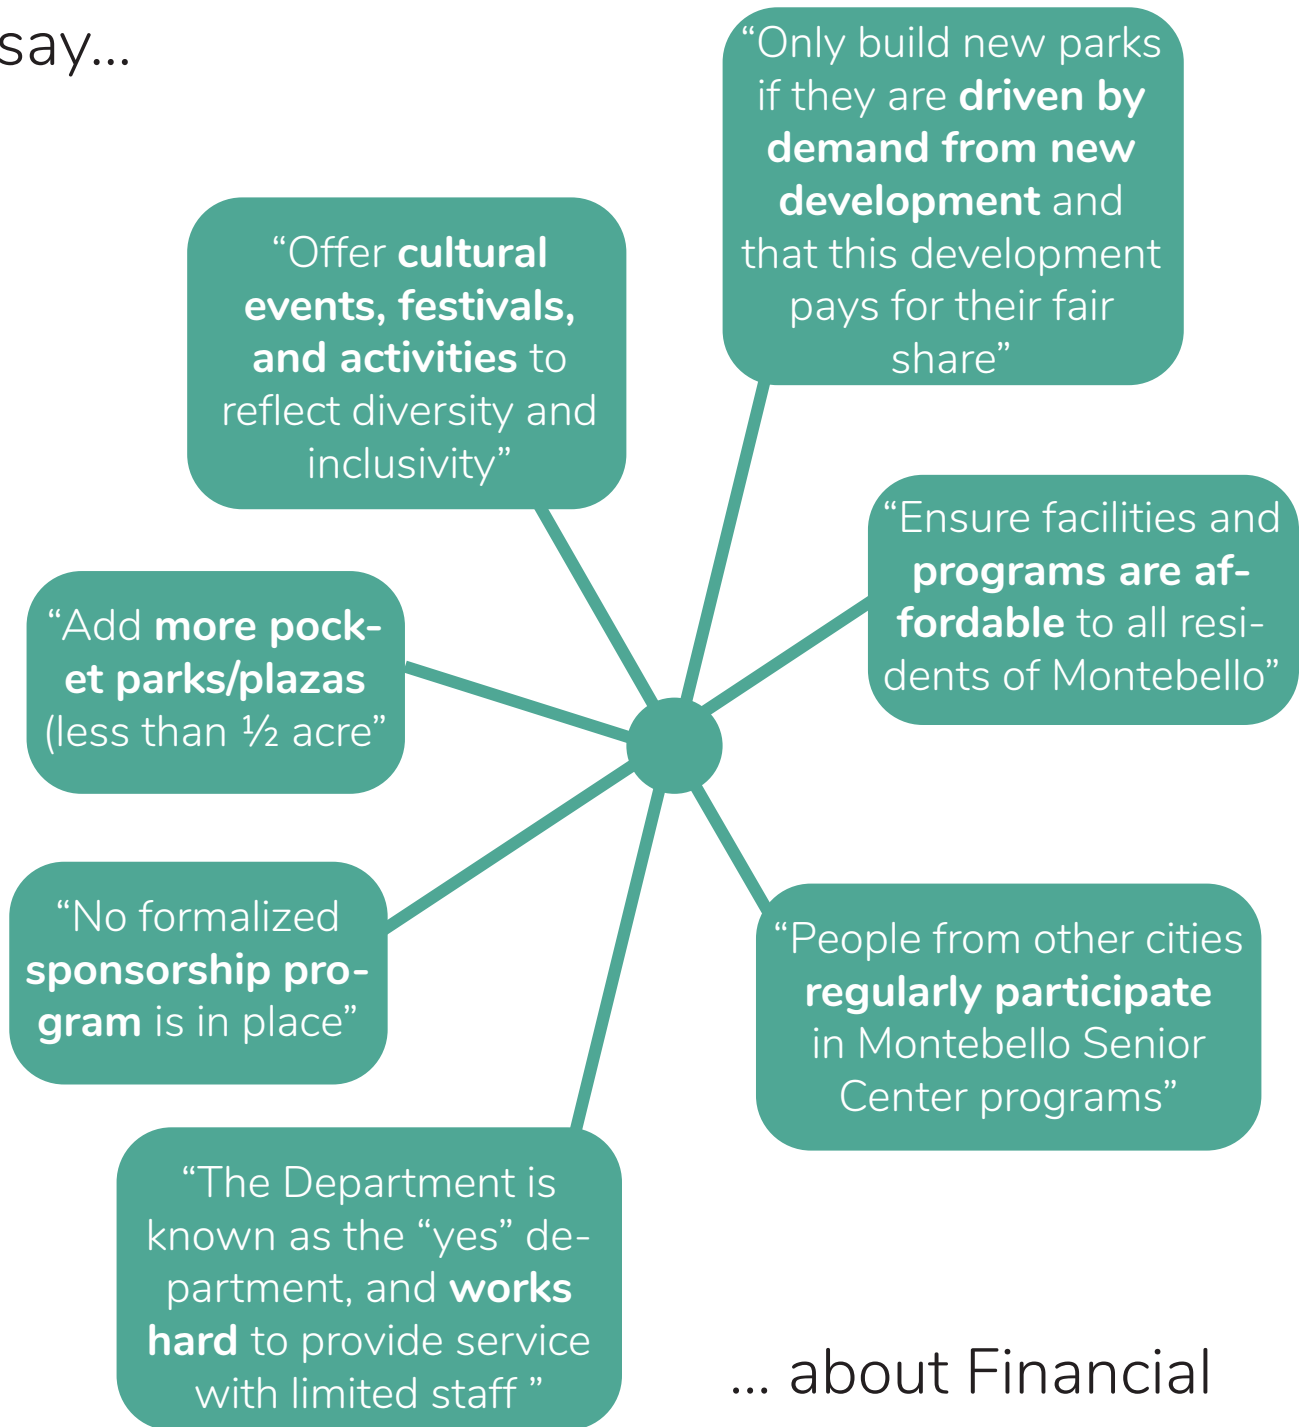 say...
“Only build new parks
if they are driven by
demand from new
development and
that this development
pays for their fair
share”
“Offer cultural
events, festivals,
and activities to
reflect diversity and
inclusivity”
“Ensure facilities and
programs are af-
fordable to all resi-
dents of Montebello”
“Add more pock-
et parks/plazas
(less than ½ acre”
“No formalized
sponsorship pro-
gram is in place”
“People from other cities
regularly participate
in Montebello Senior
Center programs”
“The Department is
known as the “yes” de-
partment, and works
hard to provide service
with limited staff ”
... about Financial